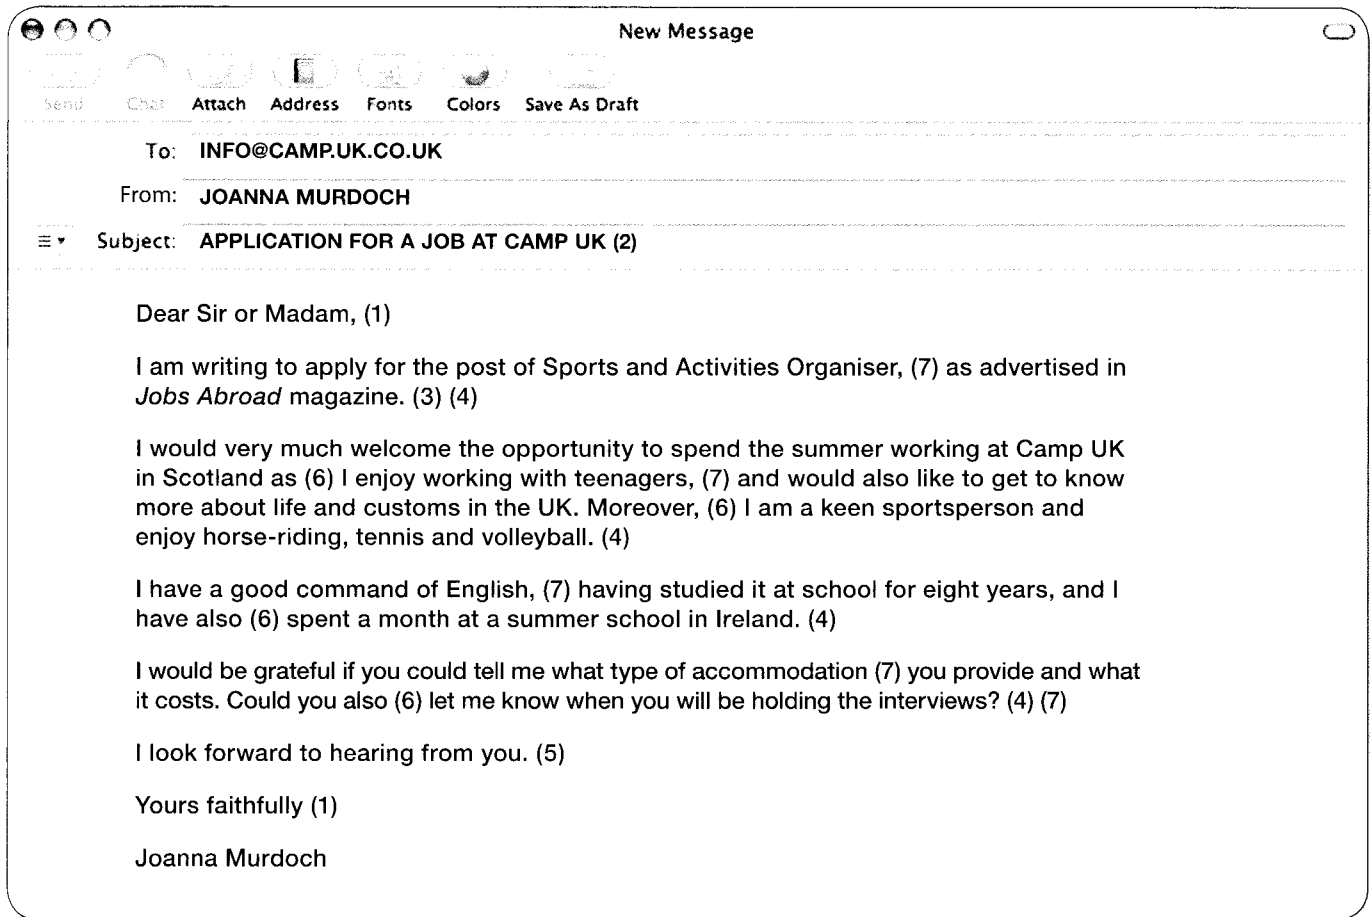 New Message
Send Chat Attach Address Fonts Colors Save As Draft
To: INFO@CAMP.UK.CO.UK
From: JOANNA MURDOCH
Subject: APPLICATION FOR A JOB AT CAMP UK (2)
Dear Sir or Madam, (1)
I am writing to apply for the post of Sports and Activities Organiser, (7) as advertised in
Jobs Abroad magazine. (3) (4)
I would very much welcome the opportunity to spend the summer working at Camp UK
in Scotland as (6) I enjoy working with teenagers, (7) and would also like to get to know
more about life and customs in the UK. Moreover, (6) I am a keen sportsperson and
enjoy horse-riding, tennis and volleyball. (4)
I have a good command of English, (7) having studied it at school for eight years, and I
have also (6) spent a month at a summer school in Ireland. (4)
I would be grateful if you could tell me what type of accommodation (7) you provide and what
it costs. Could you also (6) let me know when you will be holding the interviews? (4) (7)
I look forward to hearing from you. (5)
Yours faithfully (1)
Joanna Murdoch